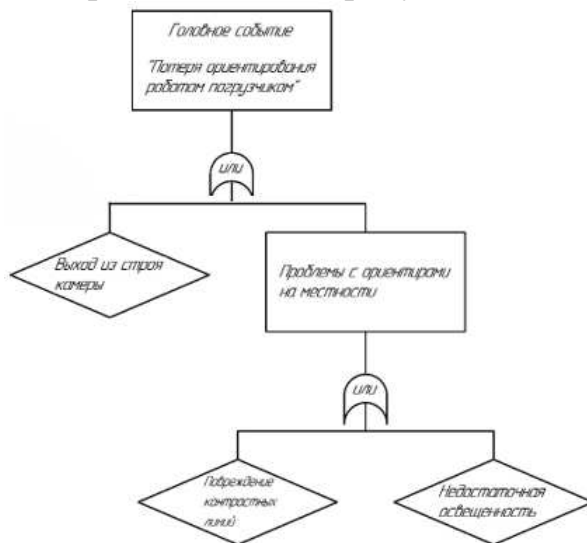 Головное событие
"Потеря ориентирования
роботом погрузчиком"
или
Выход из строя
камеры
Проблемы с ориентирами
на местности
или
Повреждение
контрастных
линий
Недостаточная
освещенность